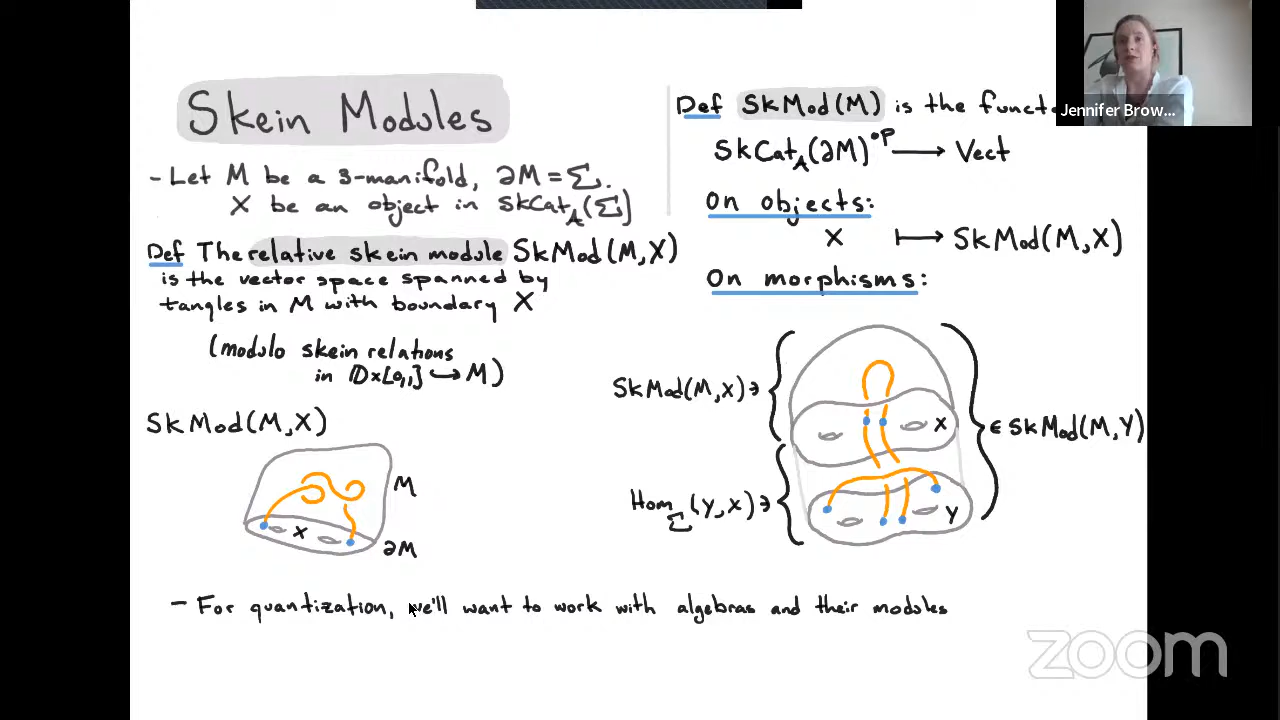 Skein Modules
- Let M be a 3-manifold, ∂M = Σ.
X be an object in SkCat_A(Σ)
Def The relative skein module SkMod(M,X)
is the vector space spanned by
tangles in M with boundary X
(modulo skein relations
in D×[0,1] ↪ M)
SkMod(M,X)
M
X
∂M
Def SkMod(M) is the funct
SkCat_A(∂M)^op ⟶ Vect
On objects:
X ⟼ SkMod(M,X)
On morphisms:
SkMod(M,X) ∋
X
∈ SkMod(M,Y)
Hom_Σ(Y,X) ∋
Y
- For quantization, we'll want to work with algebras and their modules
Jennifer Brow...
zoom